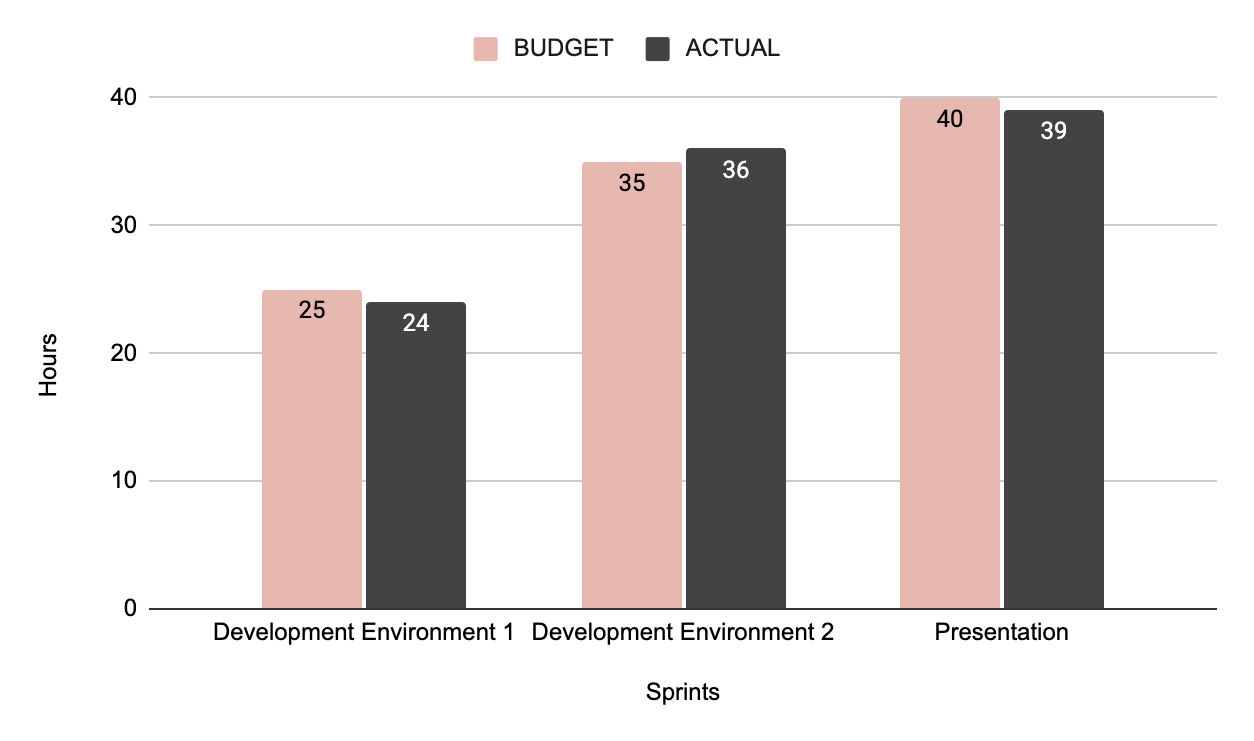 BUDGET ACTUAL
40
40
39
35
36
30
25
24
20
10
0
Hours
Development Environment 1 Development Environment 2 Presentation
Sprints